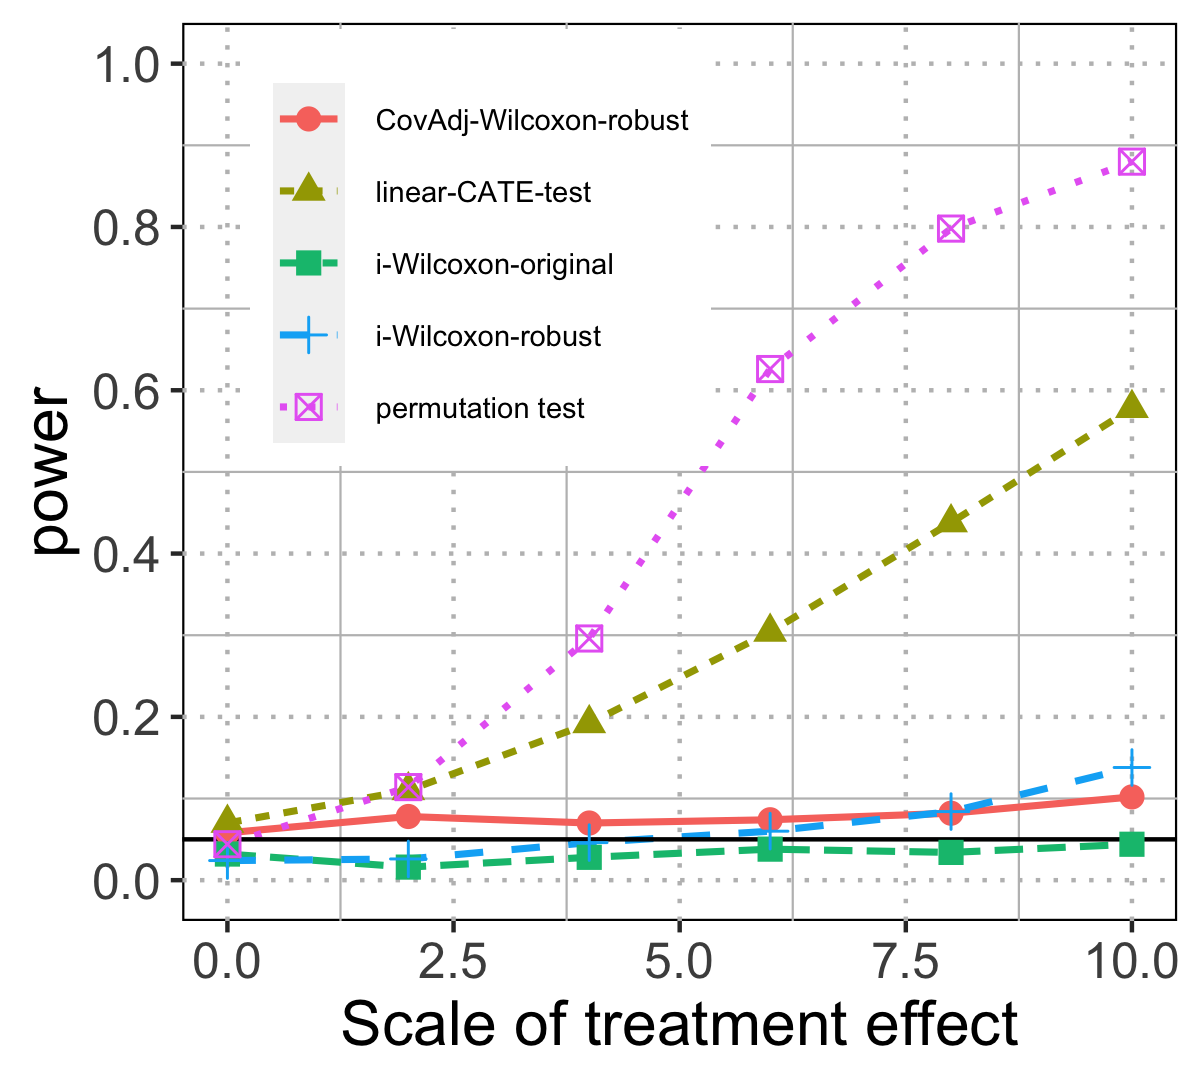 1.0
0.8
0.6
0.4
0.2
0.0
power
CovAdj-Wilcoxon-robust
linear-CATE-test
i-Wilcoxon-original
i-Wilcoxon-robust
permutation test
0.0 2.5 5.0 7.5 10.0
Scale of treatment effect